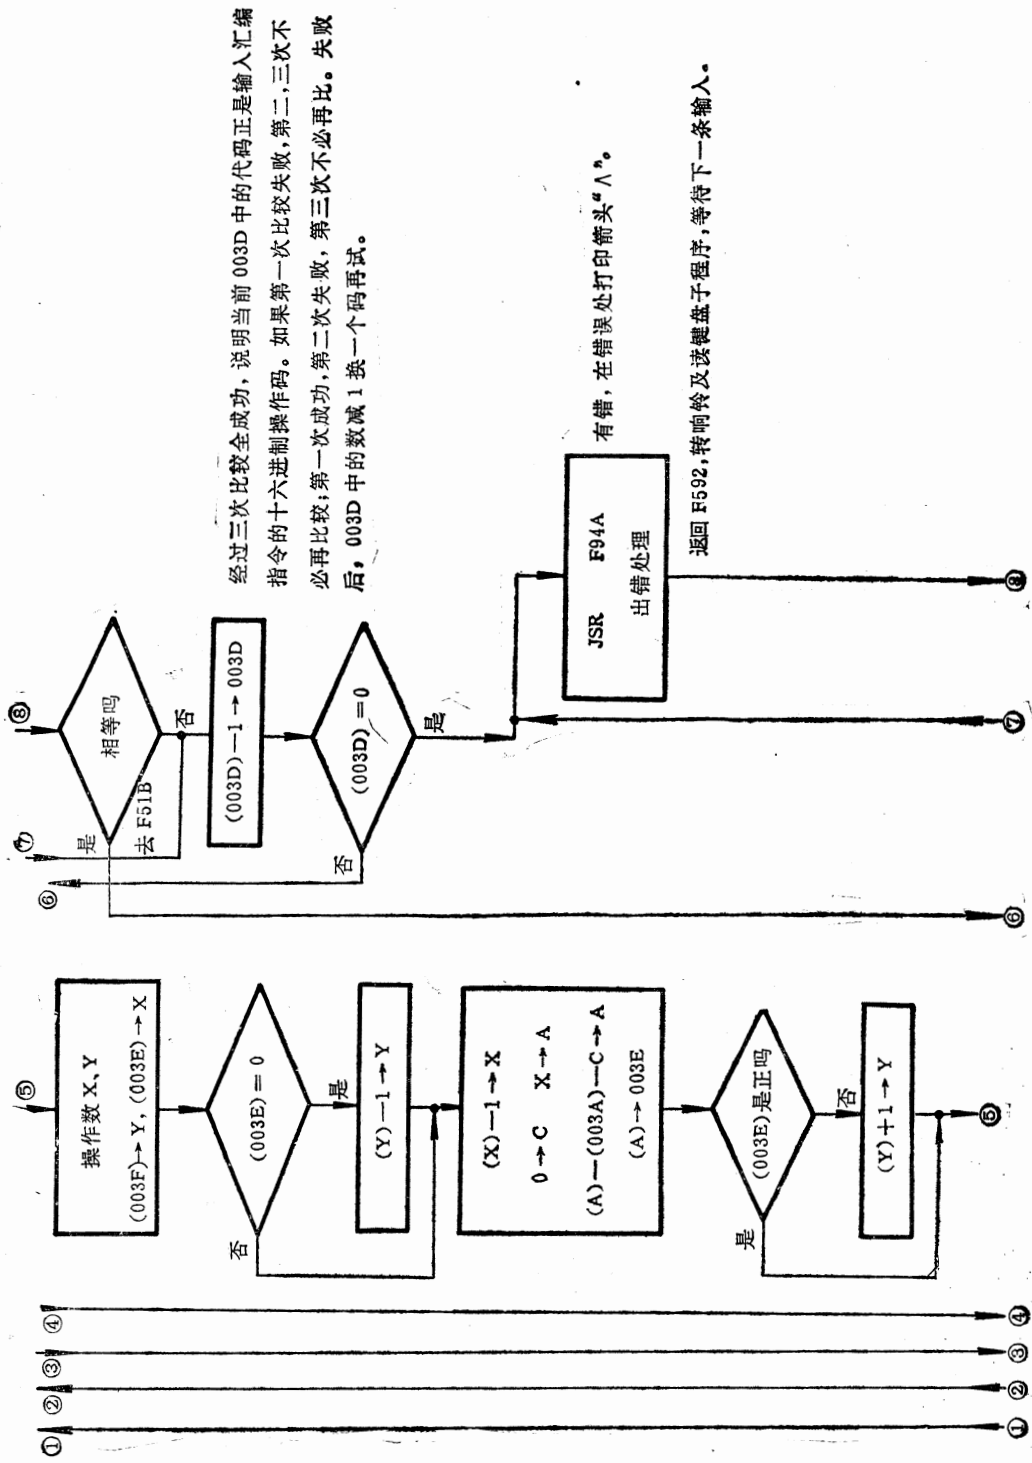 ①
②
③
④
⑤
操作数 X、Y
(003F)→Y, (003E)→X
(003E)=0
否
是
(Y)—1→Y
(X)—1→X
0→C X→A
(A)—(003A)—C→A
(A)→003E
(003E)是正吗
是
否
(Y)+1→Y
①
②
③
④
⑤
⑥
⑦
⑧
相等吗
是
去 F51B
否
(003D)—1→003D
(003D)=0
否
是
JSR F94A
出错处理
⑥
⑦
经过三次比较全成功,说明当前 003D 中的代码正是输入汇编
指令的十六进制操作码。如果第一次比较失败,第二,三次不
必再比较;第一次成功,第二次失败,第三次不必再比。失败
后,003D 中的数减 1 换一个码再试。
有错,在错误处打印箭头“∧”。
返回 F592,转响铃及读键盘子程序,等待下一条输入。